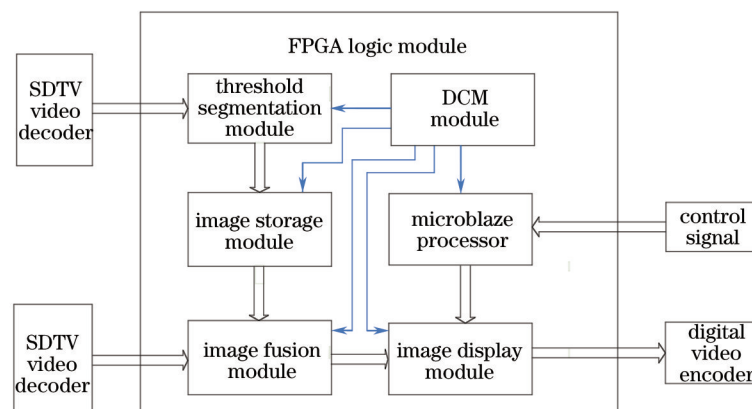 FPGA logic module
SDTV
video
decoder
threshold
segmentation
module
DCM
module
image storage
module
microblaze
processor
control
signal
SDTV
video
decoder
image fusion
module
image display
module
digital
video
encoder